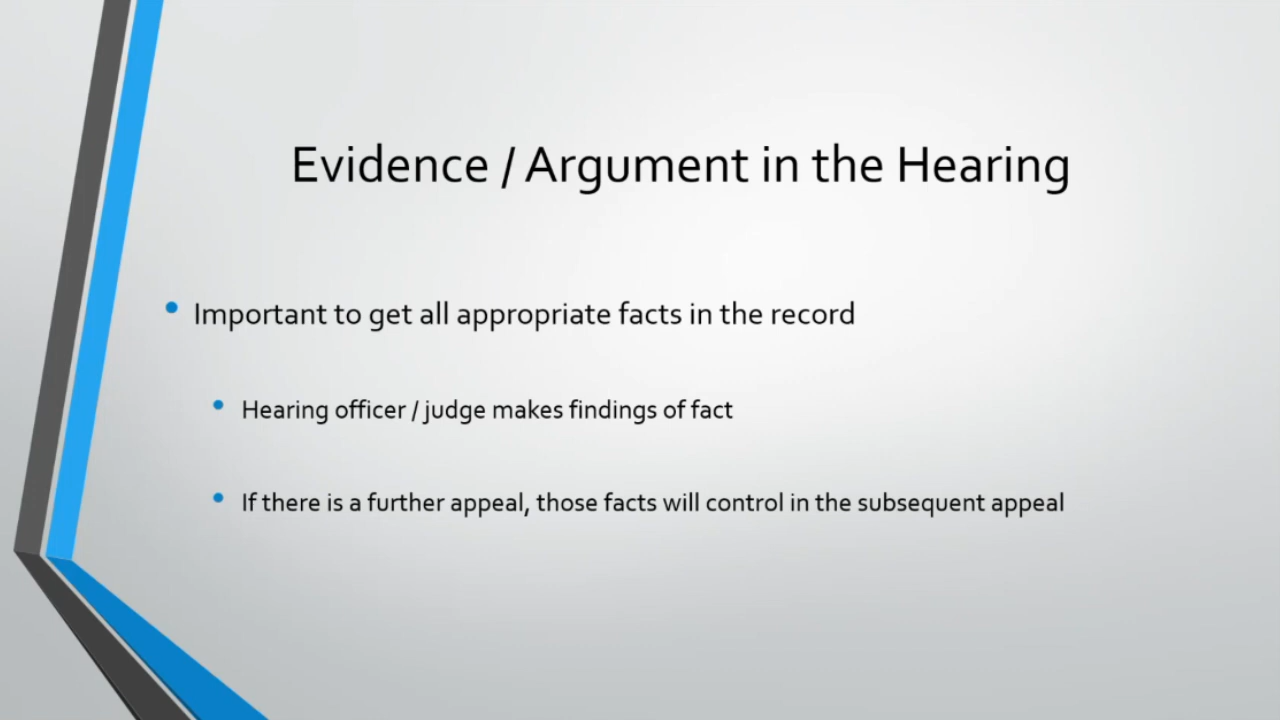 Evidence / Argument in the Hearing
• Important to get all appropriate facts in the record
• Hearing officer / judge makes findings of fact
• If there is a further appeal, those facts will control in the subsequent appeal